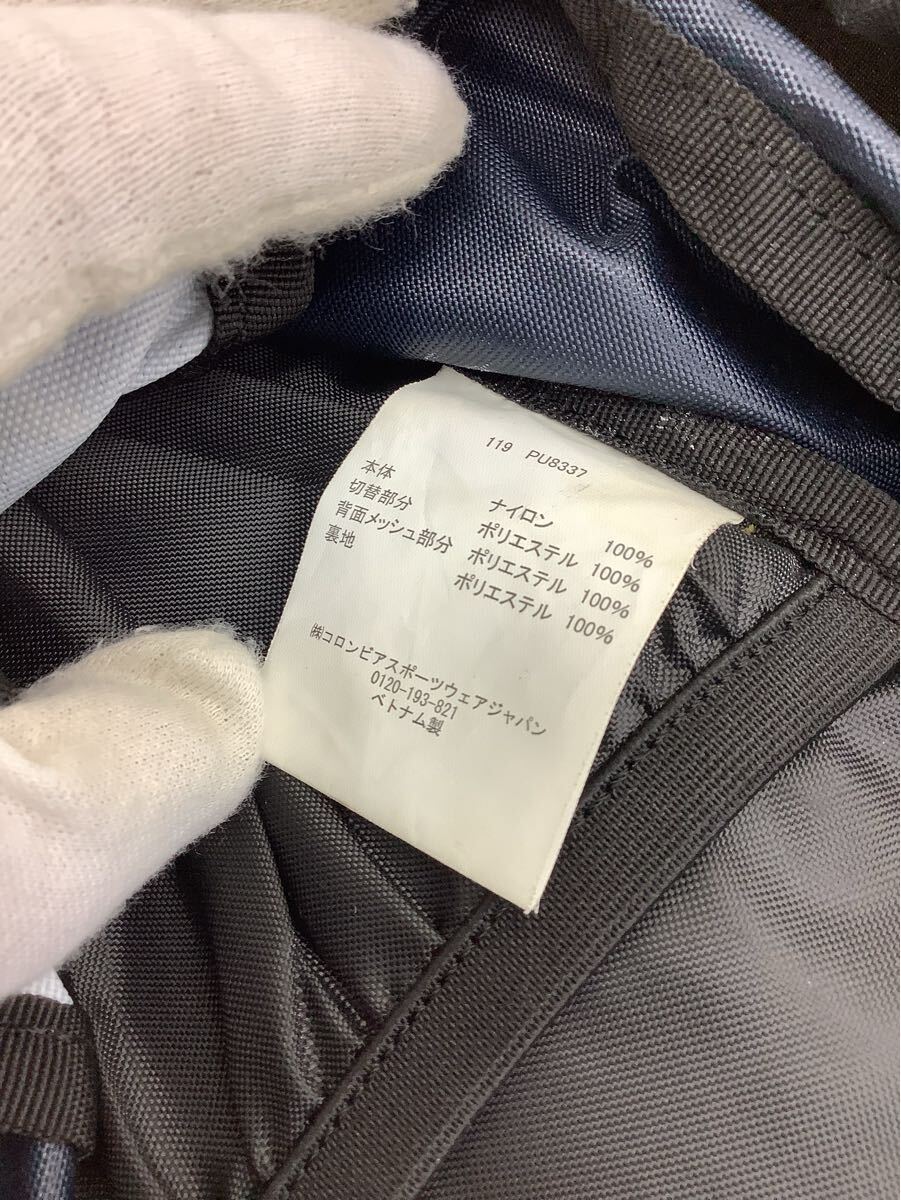 119 PU8337
本体 ナイロン 100%
切替部分 ポリエステル 100%
背面メッシュ部分 ポリエステル 100%
裏地 ポリエステル 100%
㈱コロンビアスポーツウェアジャパン
0120-193-821
ベトナム製